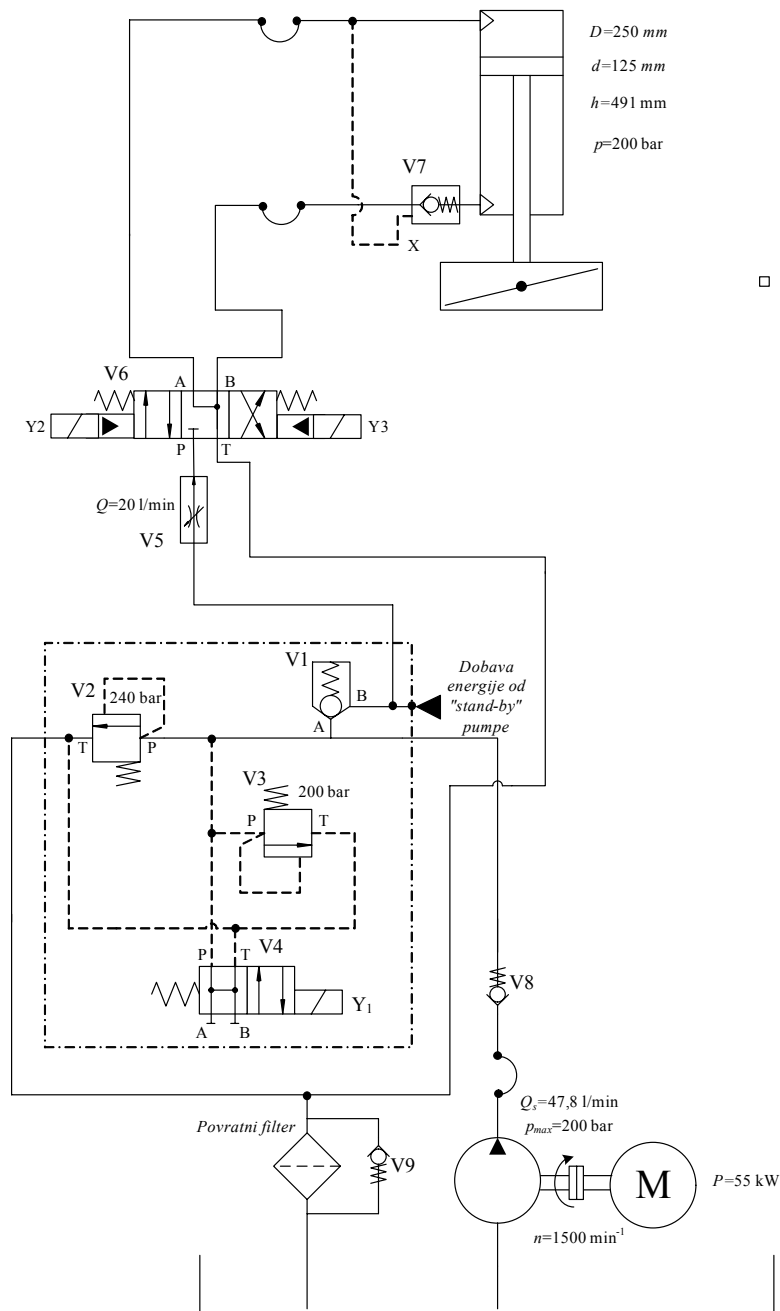 D=250 mm
d=125 mm
h=491 mm
p=200 bar
V7
X
V6
A
B
Y2
Y3
P
T
Q=20 l/min
V5
V1
Dobava
energije od
"stand-by"
pumpe
V2
240 bar
B
A
T
P
V3
200 bar
P
T
P
T
V4
Y₁
A
B
V8
Qs=47,8 l/min
pmax=200 bar
Povratni filter
V9
M
P=55 kW
n=1500 min⁻¹